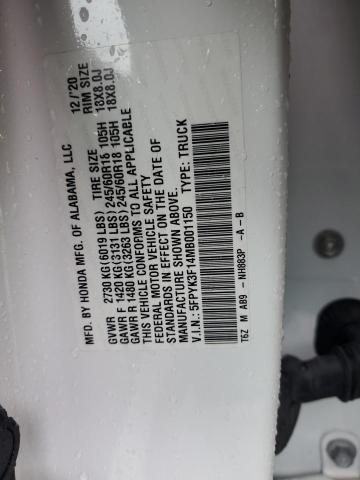 MFD. BY HONDA MFG. OF ALABAMA, LLC 12/'20
TIRE SIZE RIM SIZE
GVWR 2730 KG(6019 LBS)
GAWR F 1420 KG(3131 LBS) 245/60R18 105H 18X8.0J
GAWR R 1480 KG(3263 LBS) 245/60R18 105H 18X8.0J
THIS VEHICLE CONFORMS TO ALL APPLICABLE
FEDERAL MOTOR VEHICLE SAFETY
STANDARDS IN EFFECT ON THE DATE OF
MANUFACTURE SHOWN ABOVE.
V.I.N.: 5FPYK3F14MB001150 TYPE: TRUCK
T6Z M AB9 -NH883P -A -B